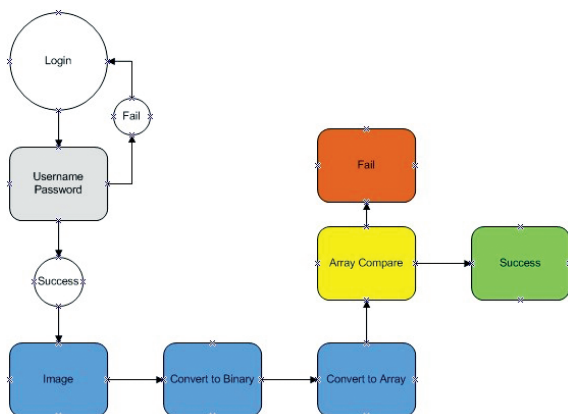 Login
Fail
Username
Password
Success
Image
Convert to Binary
Convert to Array
Array Compare
Fail
Success